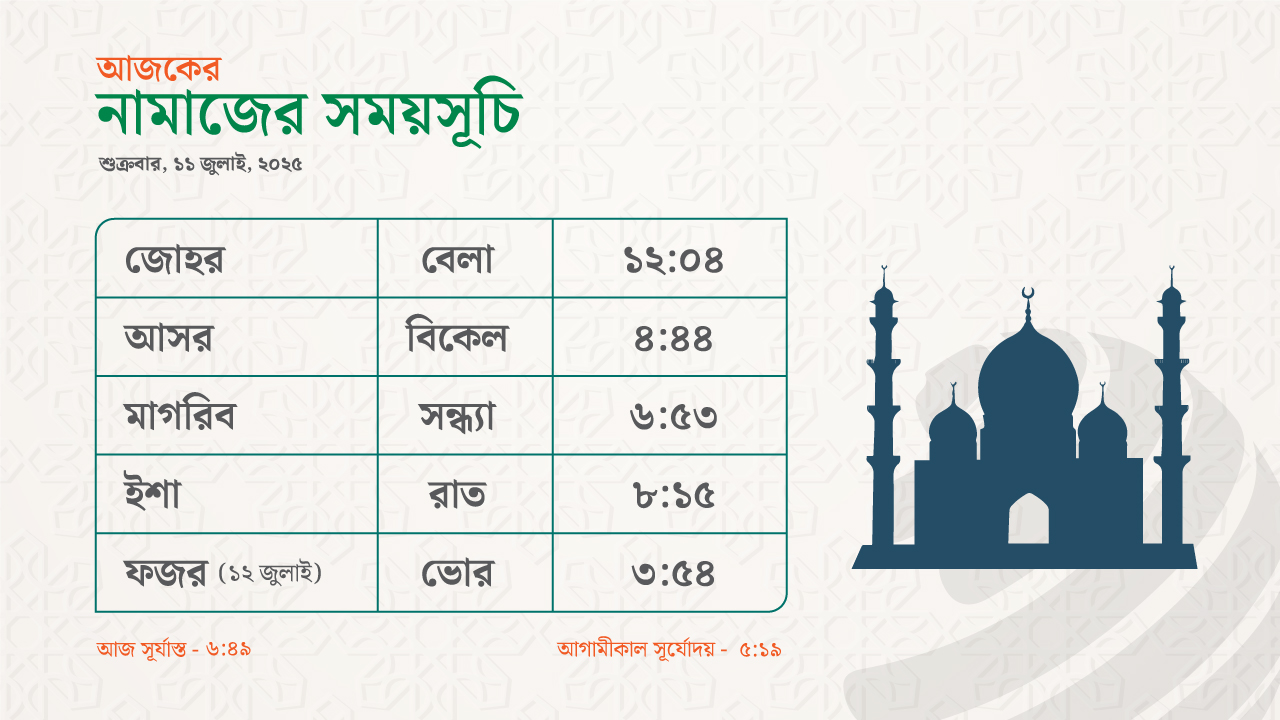 আজকের
নামাজের সময়সূচি
শুক্রবার, ১১ জুলাই, ২০২৫
জোহর বেলা ১২:০৪
আসর বিকেল ৪:৪৪
মাগরিব সন্ধ্যা ৬:৫৩
ইশা রাত ৮:১৫
ফজর (১২ জুলাই) ভোর ৩:৫৪
আজ সূর্যাস্ত - ৬:৪৯ আগামীকাল সূর্যোদয় - ৫:১৯